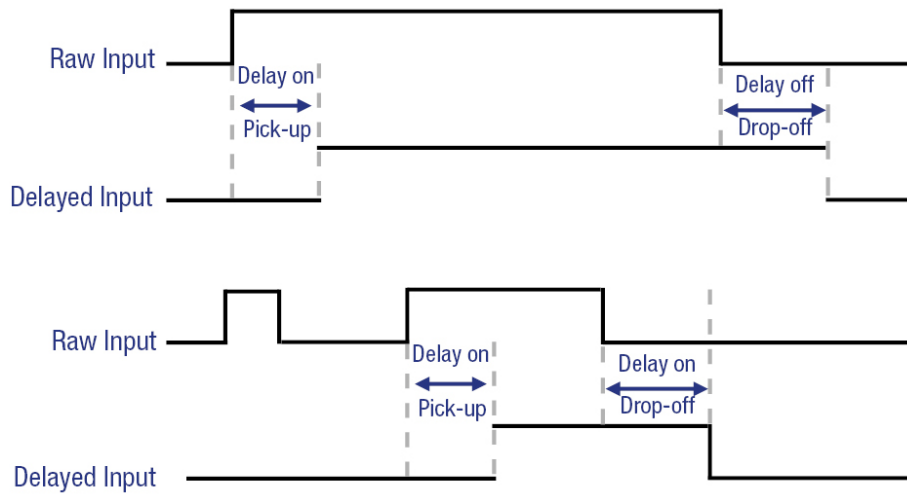 Raw Input
Delay on
Pick-up
Delay off
Drop-off
Delayed Input
Raw Input
Delay on
Pick-up
Delay on
Drop-off
Delayed Input